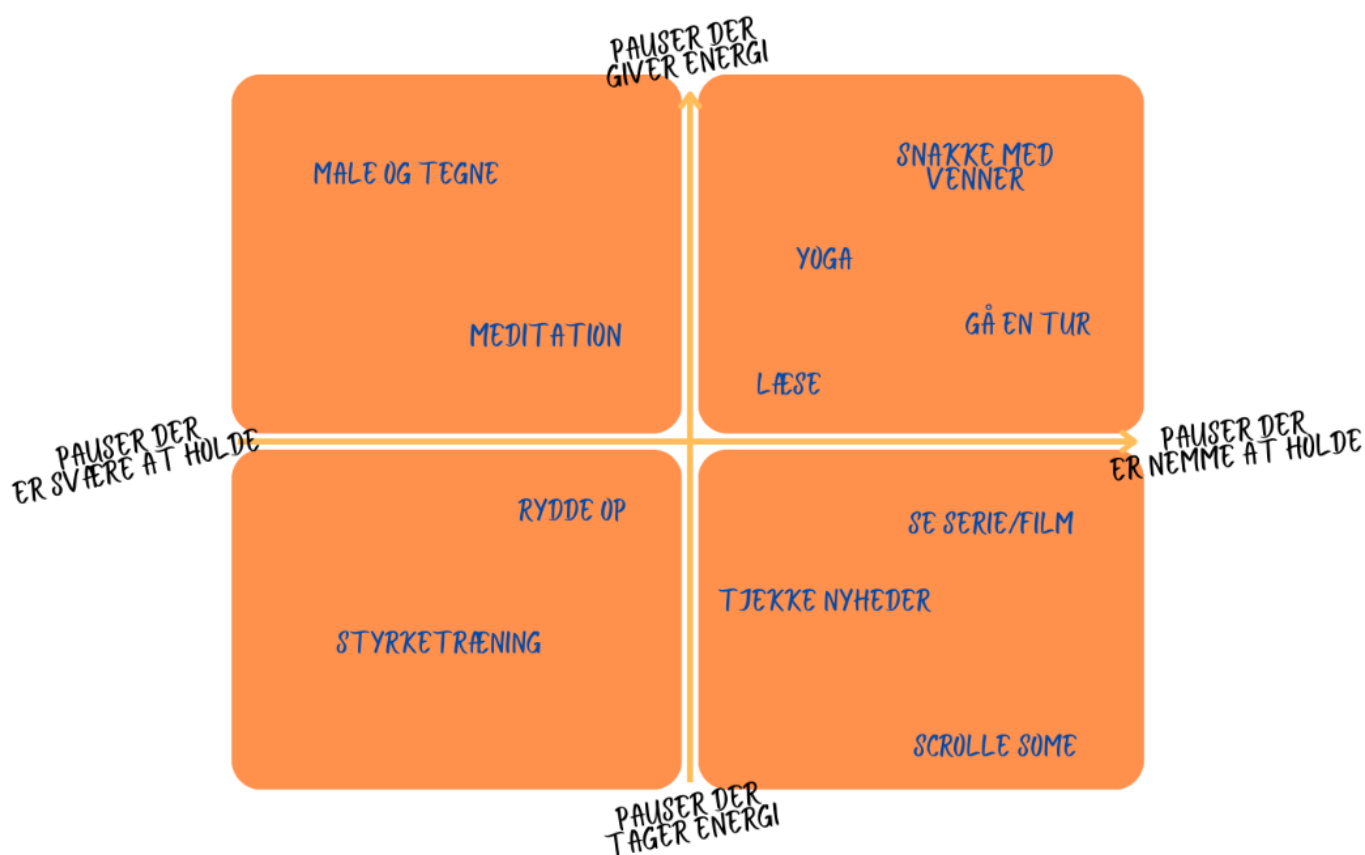 PAUSER DER
GIVER ENERGI
MALE OG TEGNE
SNAKKE MED
VENNER
YOGA
MEDITATION
GÅ EN TUR
LÆSE
PAUSER DER
ER SVÆRE AT HOLDE
PAUSER DER
ER NEMME AT HOLDE
RYDDE OP
SE SERIE/FILM
TJEKKE NYHEDER
STYRKETRÆNING
SCROLLE SOME
PAUSER DER
TAGER ENERGI